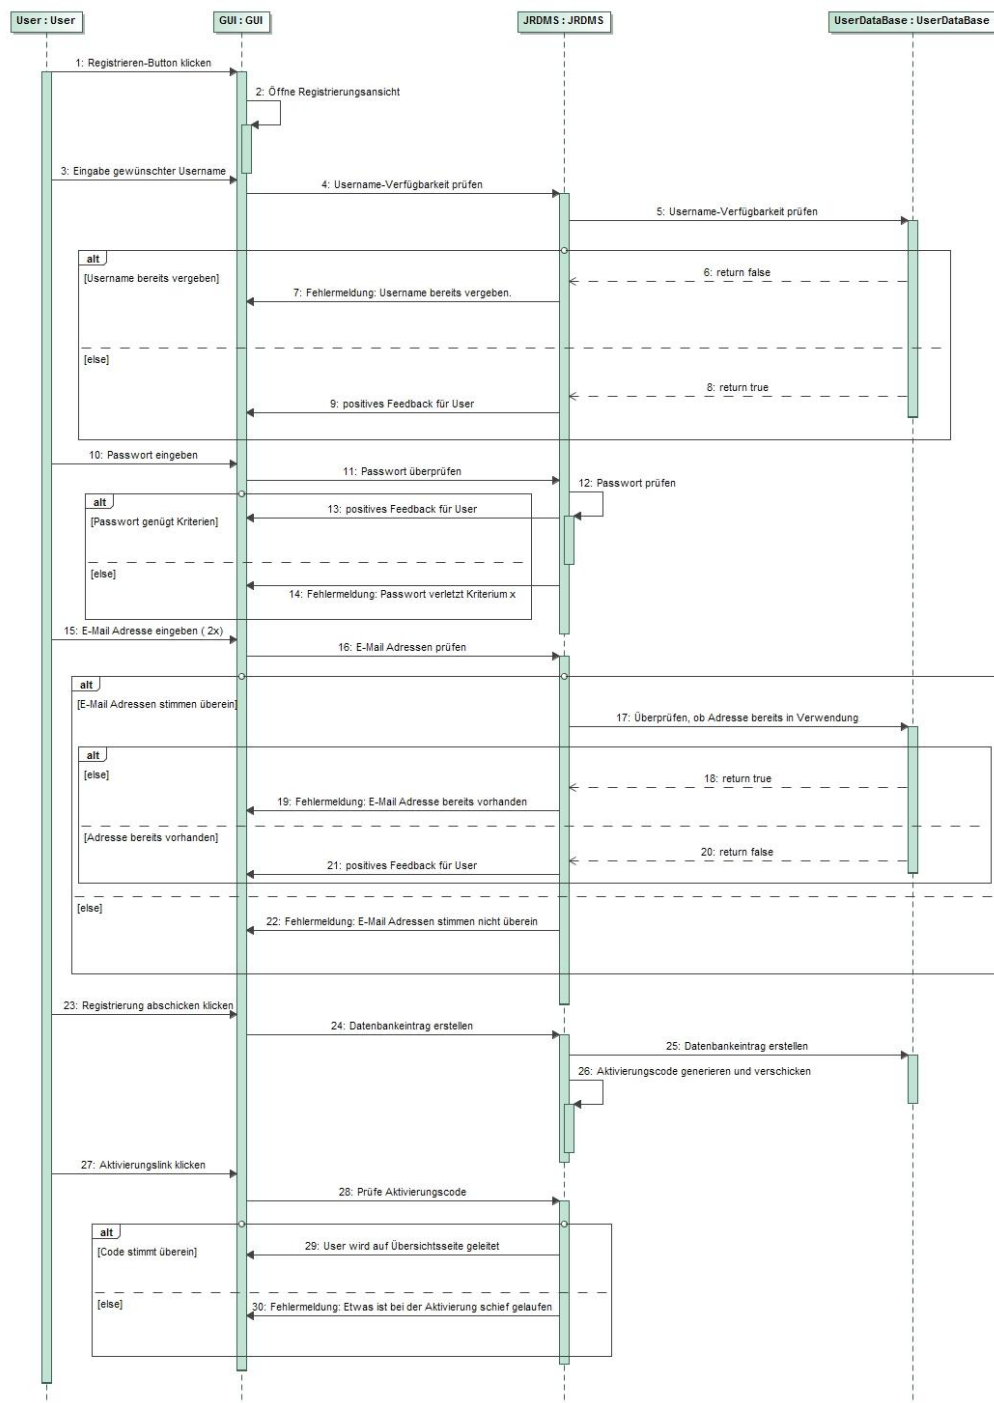 User : User
GUI : GUI
JRDMS : JRDMS
UserDataBase : UserDataBase
1: Registrieren-Button klicken
2: Öffne Registrierungsansicht
3: Eingabe gewünschter Username
4: Username-Verfügbarkeit prüfen
5: Username-Verfügbarkeit prüfen
alt
[Username bereits vergeben]
6: return false
7: Fehlermeldung: Username bereits vergeben.
[else]
8: return true
9: positives Feedback für User
10: Passwort eingeben
11: Passwort überprüfen
12: Passwort prüfen
alt
13: positives Feedback für User
[Passwort genügt Kriterien]
[else]
14: Fehlermeldung: Passwort verletzt Kriterium x
15: E-Mail Adresse eingeben ( 2x)
16: E-Mail Adressen prüfen
alt
[E-Mail Adressen stimmen überein]
17: Überprüfen, ob Adresse bereits in Verwendung
alt
[else]
18: return true
19: Fehlermeldung: E-Mail Adresse bereits vorhanden
[Adresse bereits vorhanden]
20: return false
21: positives Feedback für User
[else]
22: Fehlermeldung: E-Mail Adressen stimmen nicht überein
23: Registrierung abschicken klicken
24: Datenbankeintrag erstellen
25: Datenbankeintrag erstellen
26: Aktivierungscode generieren und verschicken
27: Aktivierungslink klicken
28: Prüfe Aktivierungscode
alt
[Code stimmt überein]
29: User wird auf Übersichtsseite geleitet
[else]
30: Fehlermeldung: Etwas ist bei der Aktivierung schief gelaufen